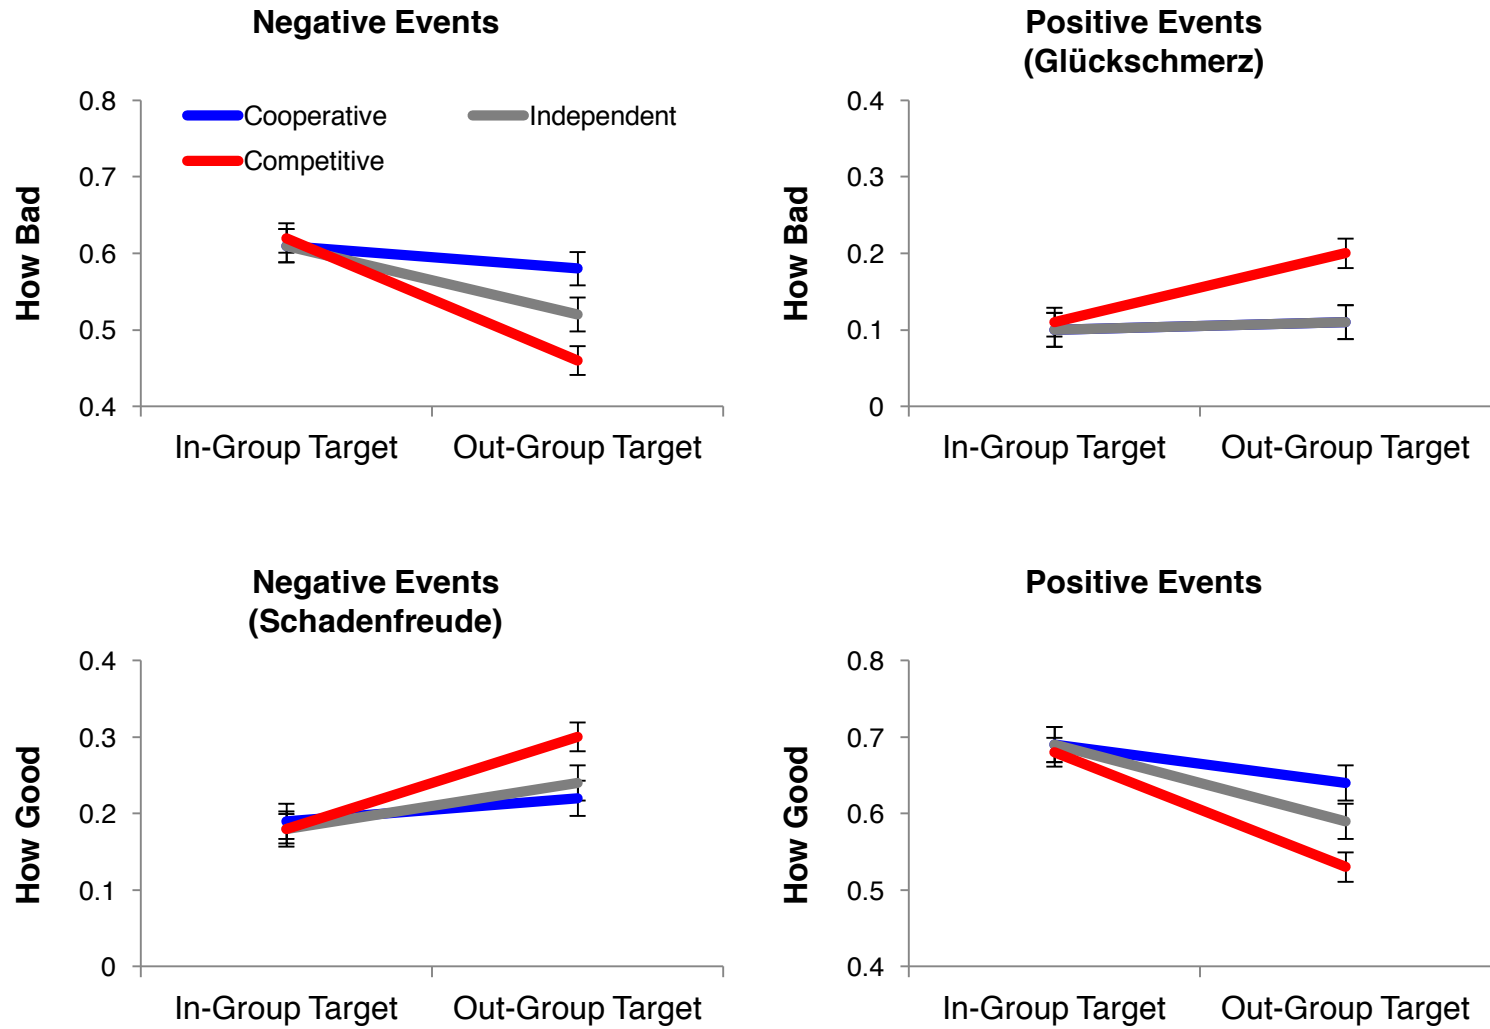 Negative Events
0.8
0.7
0.6
0.5
0.4
How Bad
Cooperative
Independent
Competitive
In-Group Target
Out-Group Target
Positive Events
(Glückschmerz)
0.4
0.3
0.2
0.1
0
How Bad
In-Group Target
Out-Group Target
Negative Events
(Schadenfreude)
0.4
0.3
0.2
0.1
0
How Good
In-Group Target
Out-Group Target
Positive Events
0.8
0.7
0.6
0.5
0.4
How Good
In-Group Target
Out-Group Target